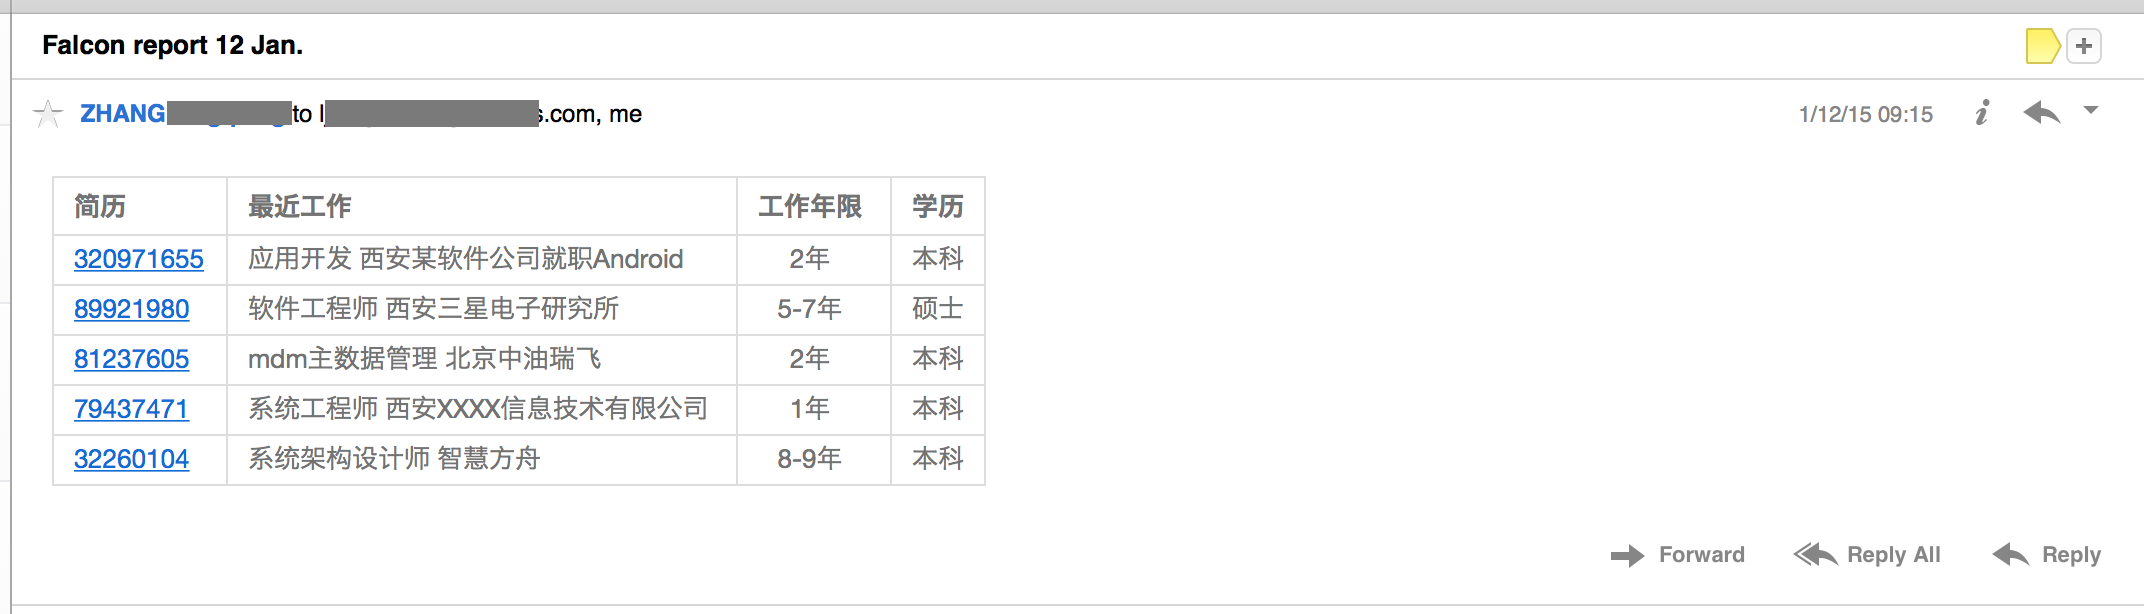 Falcon report 12 Jan.
ZHANG to .com, me 1/12/15 09:15
简历 最近工作 工作年限 学历
320971655 应用开发 西安某软件公司就职Android 2年 本科
89921980 软件工程师 西安三星电子研究所 5-7年 硕士
81237605 mdm主数据管理 北京中油瑞飞 2年 本科
79437471 系统工程师 西安XXXX信息技术有限公司 1年 本科
32260104 系统架构设计师 智慧方舟 8-9年 本科
Forward Reply All Reply